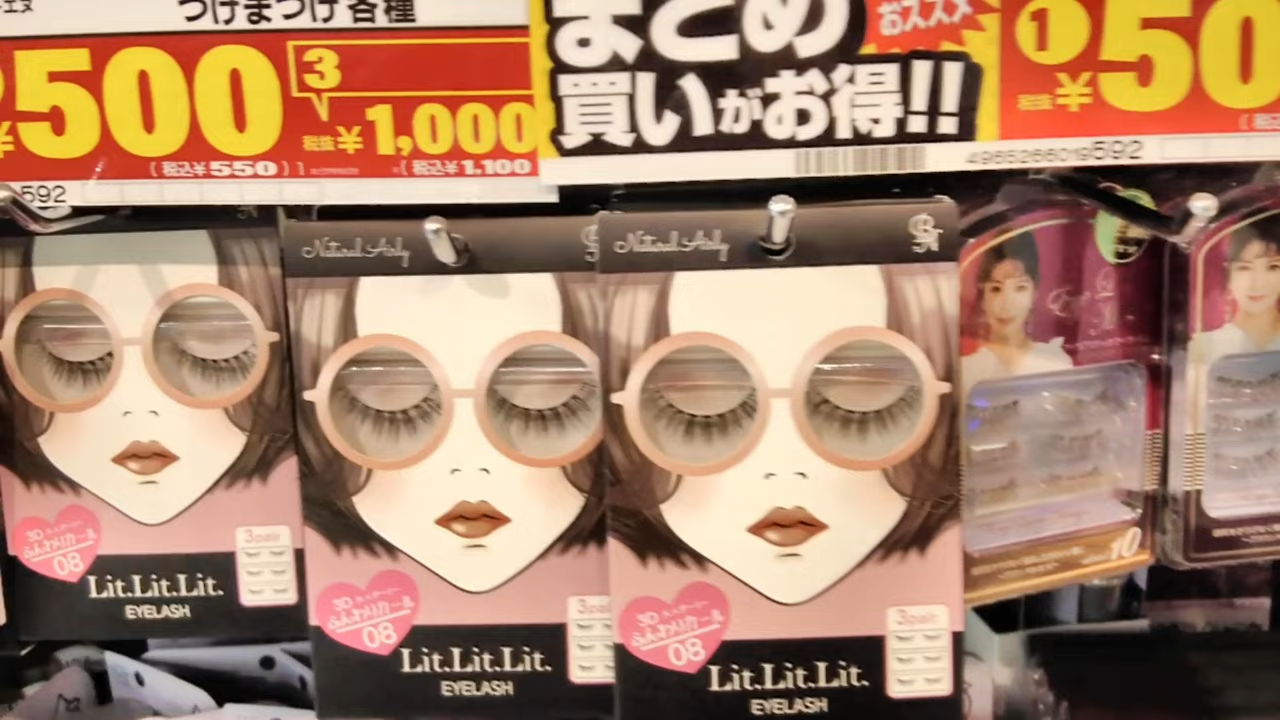 つけまつげ各種
¥500
(税込¥550)
3
税抜¥1,000
(税込¥1,100
592
まとめ
おススメ
買いがお得!!
4965266019592
①
税抜¥50
Natural Airly
Natural Airly
3D
ふんわりカール
08
3pair
Lit.Lit.Lit.
EYELASH
3D
ふんわりカール
08
Lit.Lit.Lit.
EYELASH
3D
ふんわりカール
08
3pair
Lit.Lit.Lit.
EYELASH
10